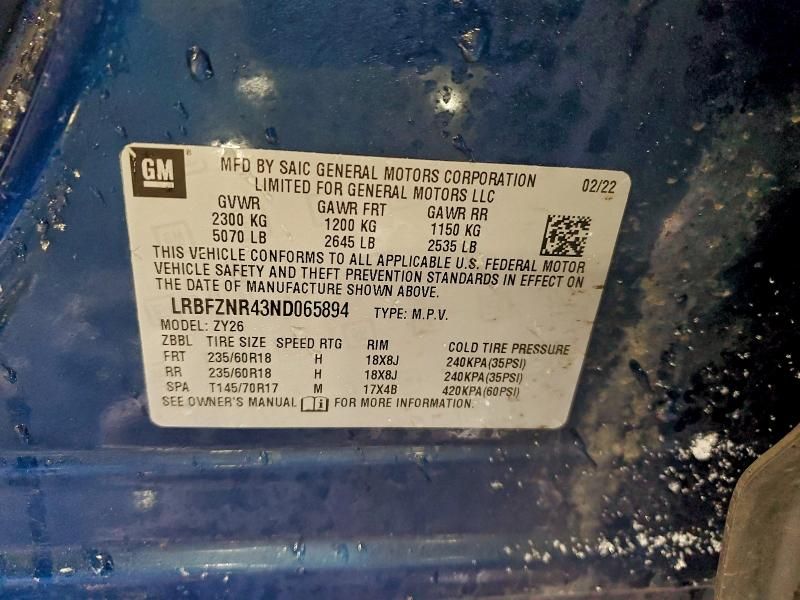 GM
MFD BY SAIC GENERAL MOTORS CORPORATION
LIMITED FOR GENERAL MOTORS LLC
02/22
GVWR GAWR FRT GAWR RR
2300 KG 1200 KG 1150 KG
5070 LB 2645 LB 2535 LB
THIS VEHICLE CONFORMS TO ALL APPLICABLE U.S. FEDERAL MOTOR
VEHICLE SAFETY AND THEFT PREVENTION STANDARDS IN EFFECT ON
THE DATE OF MANUFACTURE SHOWN ABOVE.
LRBFZNR43ND065894 TYPE: M.P.V.
MODEL: ZY26
ZBBL TIRE SIZE SPEED RTG RIM COLD TIRE PRESSURE
FRT 235/60R18 H 18X8J 240KPA(35PSI)
RR 235/60R18 H 18X8J 240KPA(35PSI)
SPA T145/70R17 M 17X4B 420KPA(60PSI)
SEE OWNER'S MANUAL FOR MORE INFORMATION.